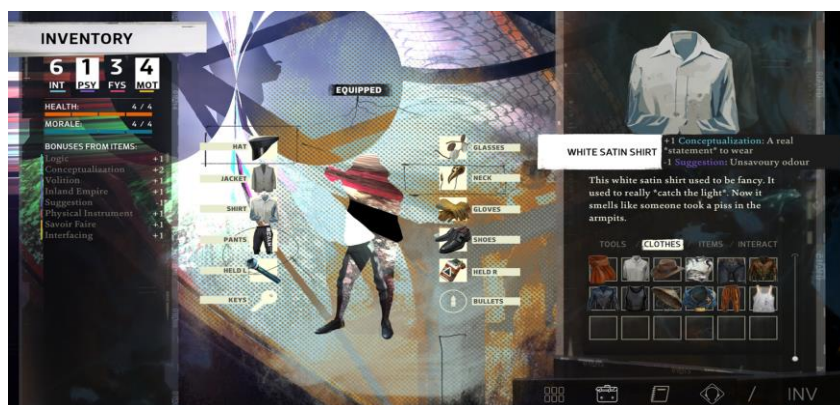 INVENTORY
6 1 3 4
INT PSY FYS MOT
HEALTH: 4 / 4
MORALE: 4 / 4
BONUSES FROM ITEMS:
Logic +1
Conceptualization +2
Volition +1
Inland Empire +1
Suggestion -1
Physical Instrument +1
Savoir Faire +1
Interfacing +1
EQUIPPED
HAT
JACKET
SHIRT
PANTS
HELD L
KEYS
GLASSES
NECK
GLOVES
SHOES
HELD R
BULLETS
WHITE SATIN SHIRT
+1 Conceptualization: A real
*statement* to wear
-1 Suggestion: Unsavoury odour
This white satin shirt used to be fancy. It
used to really *catch the light*. Now it
smells like someone took a piss in the
armpits.
TOOLS / CLOTHES / ITEMS / INTERACT
INV